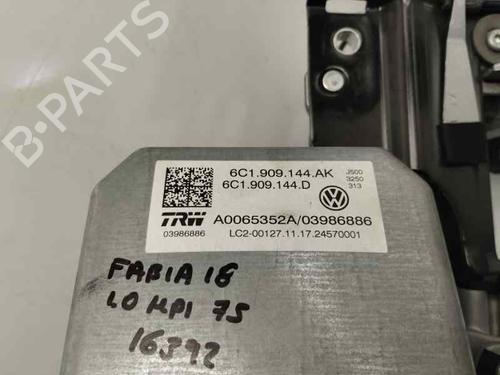 6C1.909.144.AK
J500
6C1.909.144.D
3250
313
TRW
A0065352A/03986886
03986886
LC2-00127.11.17.24570001
B-PARTS
FABIA 18
1.0 MPI 75
16392